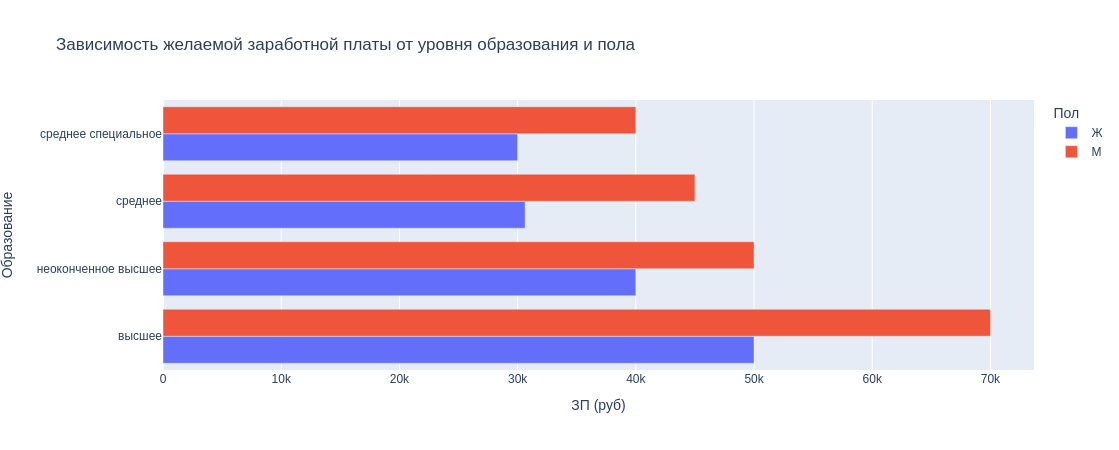 Зависимость желаемой заработной платы от уровня образования и пола
Пол
Ж
М
Образование
среднее специальное
среднее
неоконченное высшее
высшее
0 10k 20k 30k 40k 50k 60k 70k
ЗП (руб)